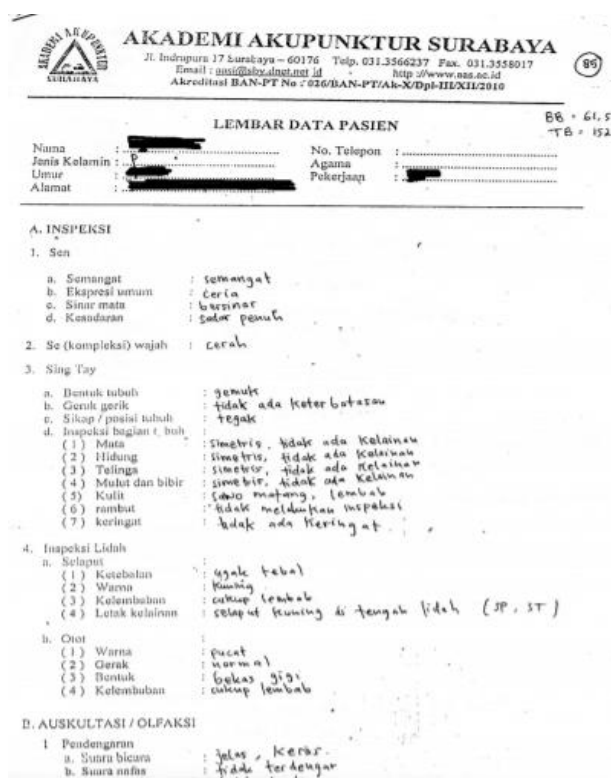 AKADEMI AKUPUNKTUR SURABAYA
Jl. Indrapura 17 Surabaya – 60176 Telp. 031.3566237 Fax. 031.3558017
Email : http //www.aas.ac.id
Akreditasi BAN-PT No : 026/BAN-PT/Ak-X/Dpl-III/XII/2010
SURABAYA
85
LEMBAR DATA PASIEN
BB = 61,5
TB = 152
Nama :
Jenis Kelamin : P
Umur :
Alamat :
No. Telepon :
Agama :
Pekerjaan :
A. INSPEKSI
1. Sen
a. Semangat : semangat
b. Ekspresi umum : ceria
c. Sinar mata : bersinar
d. Kesadaran : sadar penuh
2. Se (kompleksi) wajah : cerah
3. Sing Tay
a. Bentuk tubuh : gemuk
b. Gerak gerik : tidak ada keterbatasan
c. Sikap / posisi tubuh : tegak
d. Inspeksi bagian t buh
(1) Mata : simetris, tidak ada kelainan
(2) Hidung : simetris, tidak ada kelainan
(3) Telinga : simetris, tidak ada kelainan
(4) Mulut dan bibir : simetris, tidak ada kelainan
(5) Kulit : sawo matang, lembab
(6) rambut : tidak melakukan inspeksi
(7) keringat : tidak ada keringat
4. Inspeksi Lidah
a. Selaput
(1) Ketebalan : agak tebal
(2) Warna : kuning
(3) Kelembaban : cukup lembab
(4) Letak kelainan : selaput kuning di tengah lidah (SP, ST)
b. Otot :
(1) Warna : pucat
(2) Gerak : normal
(3) Bentuk : bekas gigi
(4) Kelembaban : cukup lembab
B. AUSKULTASI / OLFAKSI
1 Pendengaran
a. Suara bicara : jelas, keras.
b. Suara nafas : tidak terdengar